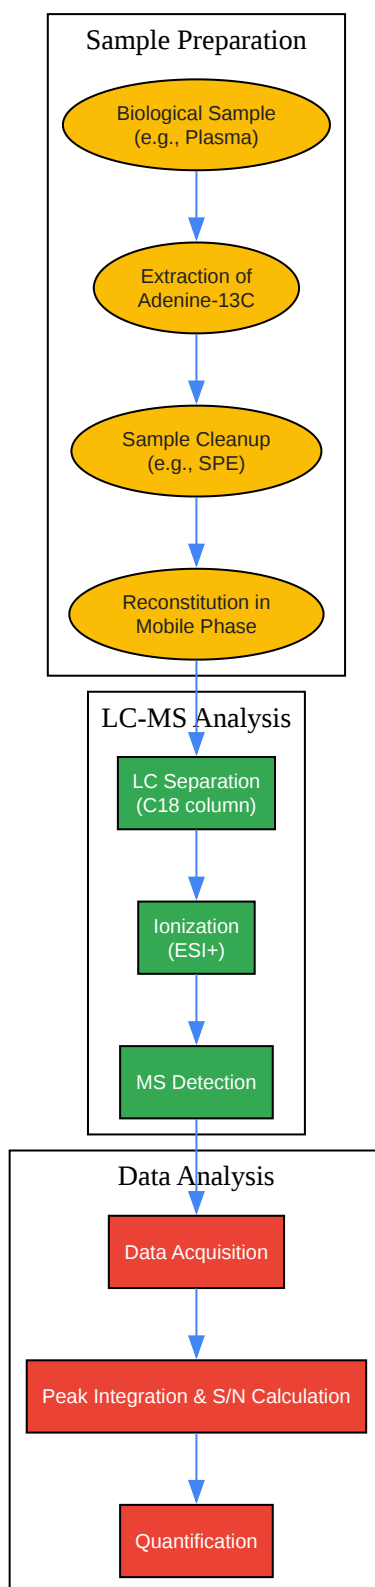 Sample Preparation
Biological Sample
(e.g., Plasma)
Extraction of
Adenine-13C
Sample Cleanup
(e.g., SPE)
Reconstitution in
Mobile Phase
LC-MS Analysis
LC Separation
(C18 column)
Ionization
(ESI+)
MS Detection
Data Analysis
Data Acquisition
Peak Integration & S/N Calculation
Quantification